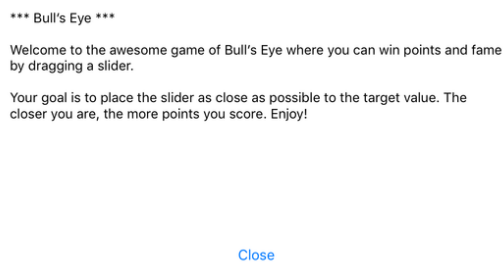 *** Bull’s Eye ***
Welcome to the awesome game of Bull’s Eye where you can win points and fame
by dragging a slider.
Your goal is to place the slider as close as possible to the target value. The
closer you are, the more points you score. Enjoy!
Close